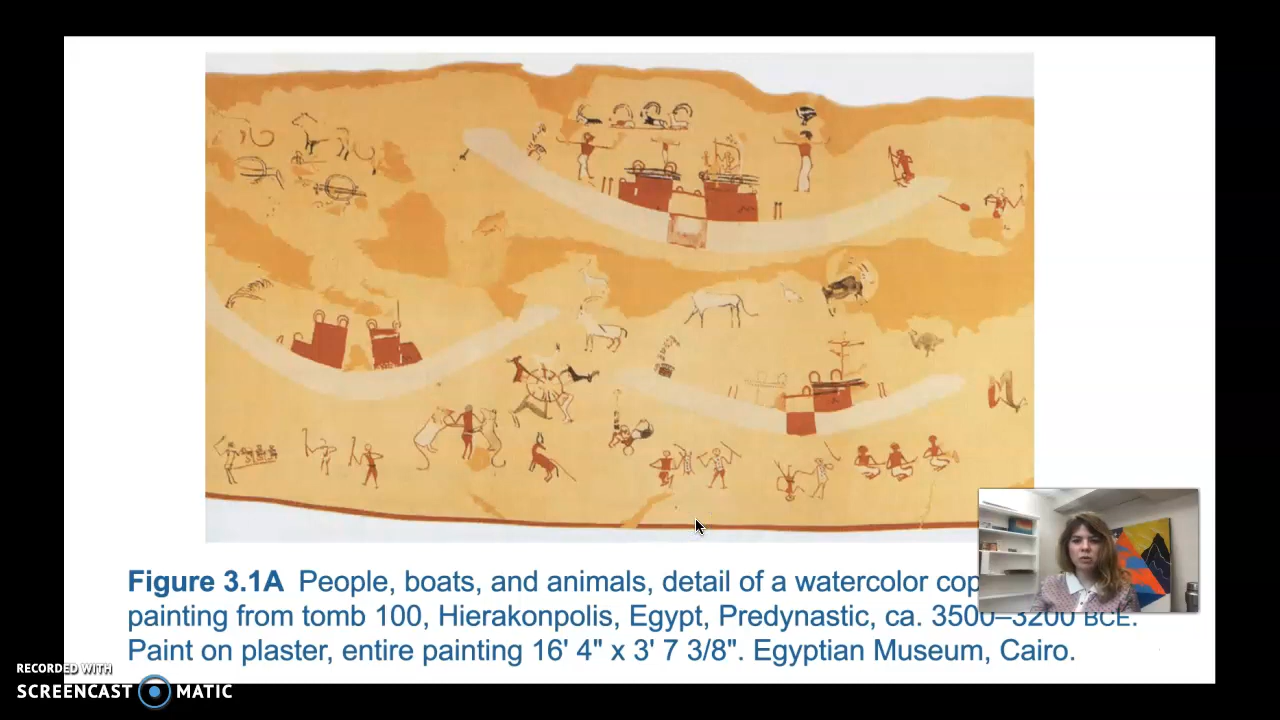 Figure 3.1A People, boats, and animals, detail of a watercolor cop
painting from tomb 100, Hierakonpolis, Egypt, Predynastic, ca. 3500–3200 BCE.
Paint on plaster, entire painting 16' 4" x 3' 7 3/8". Egyptian Museum, Cairo.
RECORDED WITH
SCREENCAST MATIC